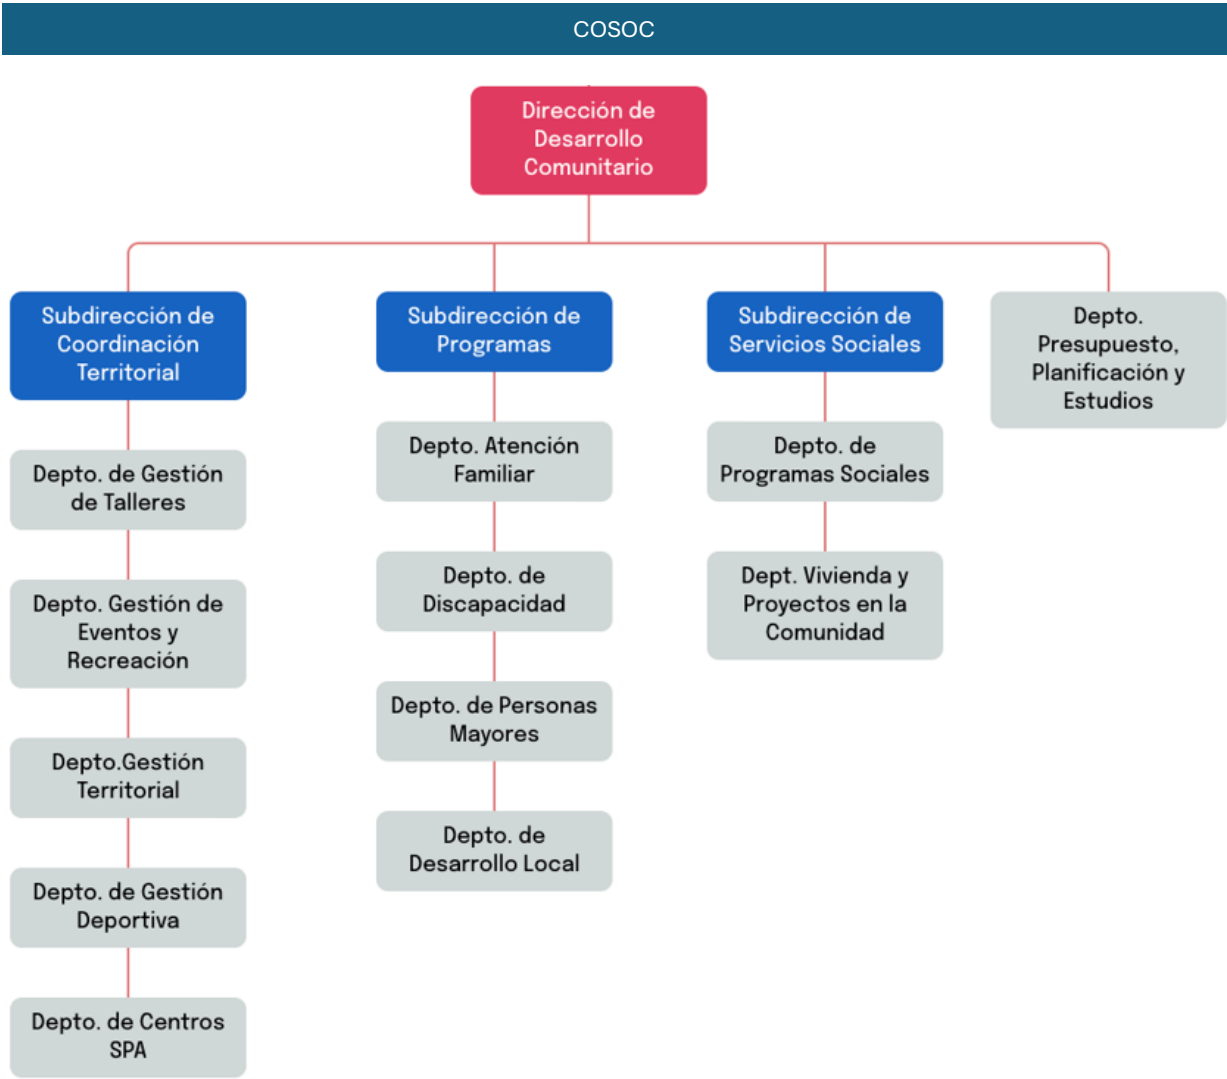 COSOC
Dirección de
Desarrollo
Comunitario
Subdirección de
Coordinación
Territorial
Depto. de Gestión
de Talleres
Depto. Gestión de
Eventos y
Recreación
Depto.Gestión
Territorial
Depto. de Gestión
Deportiva
Depto. de Centros
SPA
Subdirección de
Programas
Depto. Atención
Familiar
Depto. de
Discapacidad
Depto. de Personas
Mayores
Depto. de
Desarrollo Local
Subdirección de
Servicios Sociales
Depto. de
Programas Sociales
Dept. Vivienda y
Proyectos en la
Comunidad
Depto.
Presupuesto,
Planificación y
Estudios